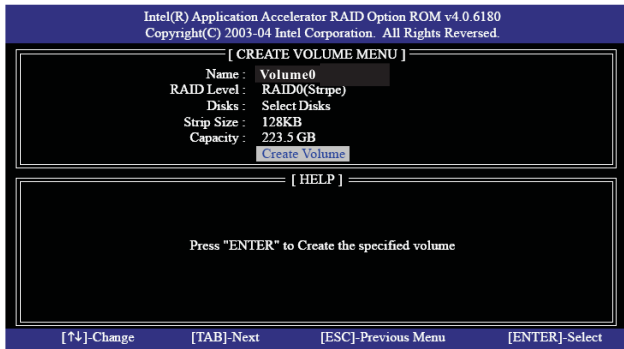 Intel(R) Application Accelerator RAID Option ROM v4.0.6180
Copyright(C) 2003-04 Intel Corporation. All Rights Reversed.
[ CREATE VOLUME MENU ]
Name : Volume0
RAID Level : RAID0(Stripe)
Disks : Select Disks
Strip Size : 128KB
Capacity : 223.5 GB
Create Volume
[ HELP ]
Press "ENTER" to Create the specified volume
[↑↓]-Change [TAB]-Next [ESC]-Previous Menu [ENTER]-Select